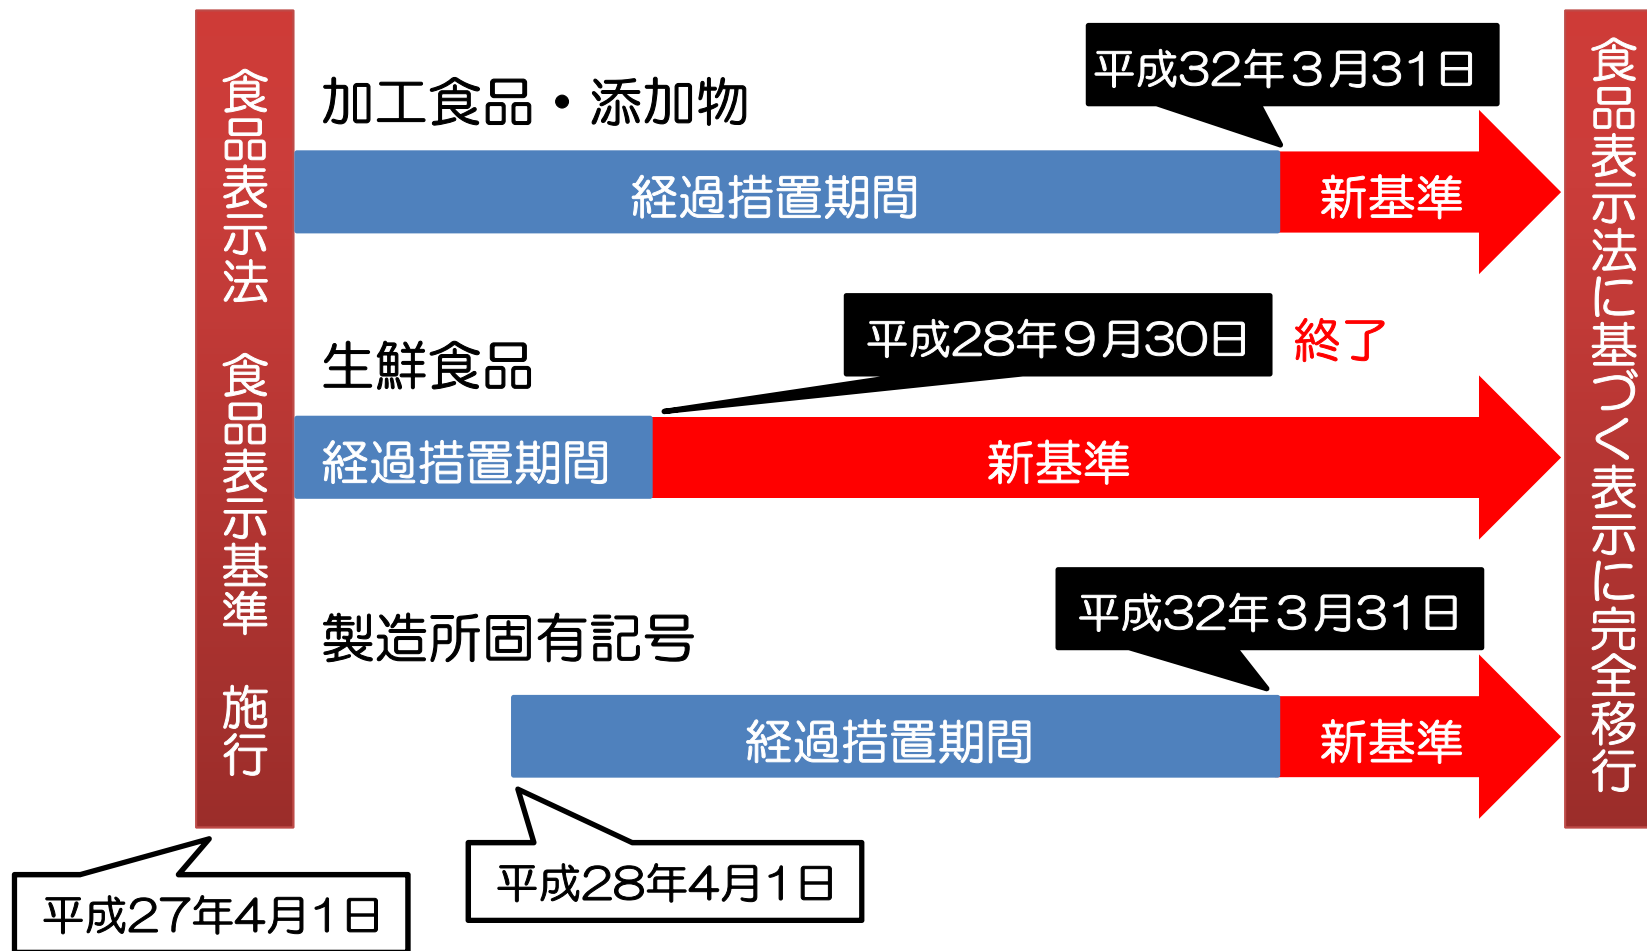 食品表示法　食品表示基準　施行
加工食品・添加物
平成32年３月31日
経過措置期間
新基準
生鮮食品
平成28年９月30日
終了
経過措置期間
新基準
製造所固有記号
平成32年３月31日
経過措置期間
新基準
平成27年4月1日
平成28年4月1日
食品表示法に基づく表示に完全移行